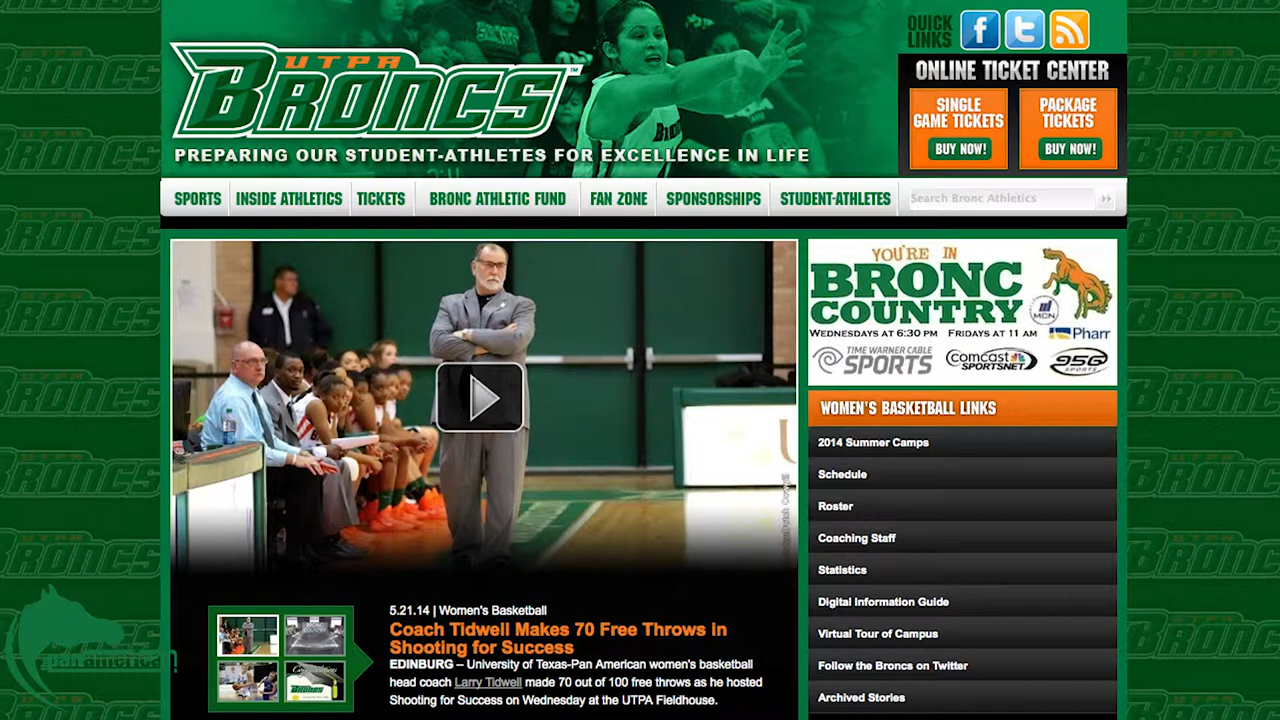 UTPA
BRONCS
PREPARING OUR STUDENT-ATHLETES FOR EXCELLENCE IN LIFE
QUICK
LINKS
ONLINE TICKET CENTER
SINGLE
GAME TICKETS
BUY NOW!
PACKAGE
TICKETS
BUY NOW!
SPORTS INSIDE ATHLETICS TICKETS BRONC ATHLETIC FUND FAN ZONE SPONSORSHIPS STUDENT-ATHLETES Search Bronc Athletics
YOU'RE IN
BRONC
COUNTRY
MCN
WEDNESDAYS AT 6:30 PM FRIDAYS AT 11 AM
Pharr
TIME WARNER CABLE
SPORTS
COMCAST
SPORTSNET
956
SPORTS
WOMEN'S BASKETBALL LINKS
2014 Summer Camps
Schedule
Roster
Coaching Staff
Statistics
Digital Information Guide
Virtual Tour of Campus
Follow the Broncs on Twitter
Archived Stories
5.21.14 | Women's Basketball
Coach Tidwell Makes 70 Free Throws in
Shooting for Success
EDINBURG – University of Texas-Pan American women's basketball
head coach Larry Tidwell made 70 out of 100 free throws as he hosted
Shooting for Success on Wednesday at the UTPA Fieldhouse.
panamerican